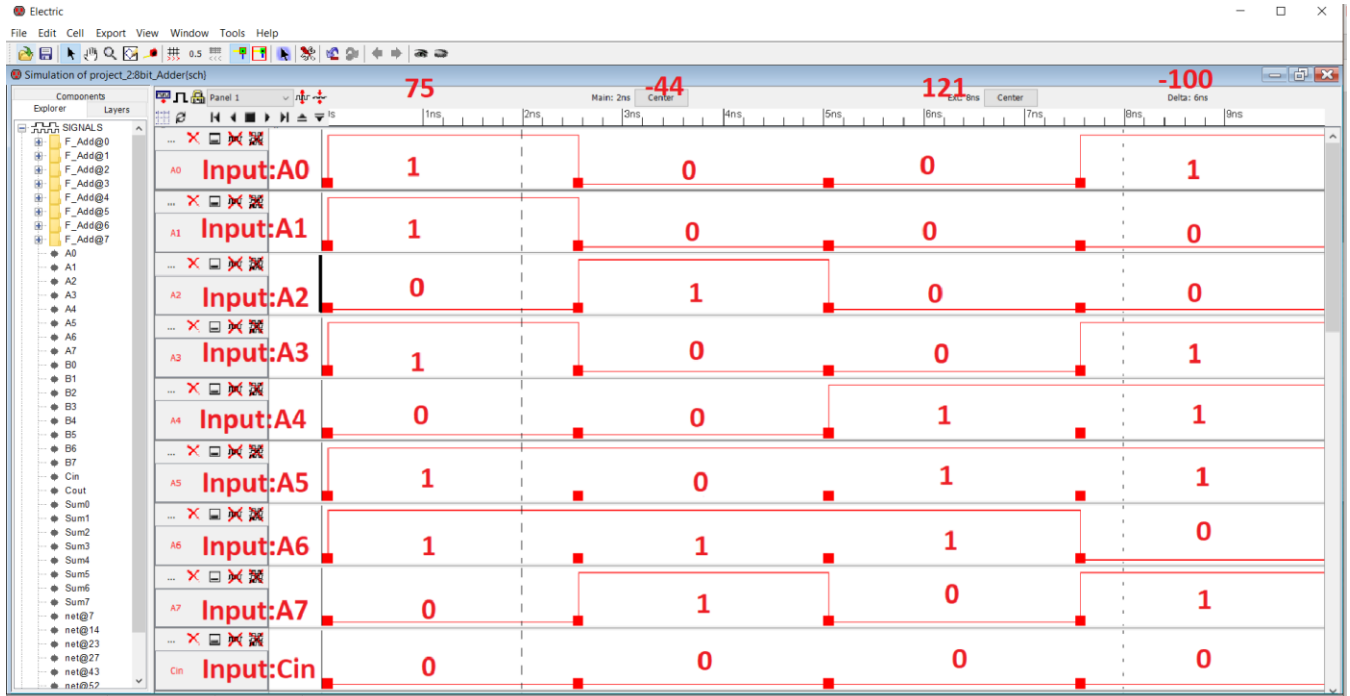 Electric
File Edit Cell Export View Window Tools Help
0.5
Simulation of project_2:8bit_Adder{sch}
75 -44 121 -100
Components
Explorer Layers
Panel 1
Main: 2ns Center Ext: 8ns Center Delta: 6ns
1ns 2ns 3ns 4ns 5ns 6ns 7ns 8ns 9ns
SIGNALS
F_Add@0
F_Add@1
F_Add@2
F_Add@3
F_Add@4
F_Add@5
F_Add@6
F_Add@7
A0
A1
A2
A3
A4
A5
A6
A7
B0
B1
B2
B3
B4
B5
B6
B7
Cin
Cout
Sum0
Sum1
Sum2
Sum3
Sum4
Sum5
Sum6
Sum7
net@7
net@14
net@23
net@27
net@43
net@52
A0 Input:A0 1 0 0 1
A1 Input:A1 1 0 0 0
A2 Input:A2 0 1 0 0
A3 Input:A3 1 0 0 1
A4 Input:A4 0 0 1 1
A5 Input:A5 1 0 1 1
A6 Input:A6 1 1 1 0
A7 Input:A7 0 1 0 1
Cin Input:Cin 0 0 0 0